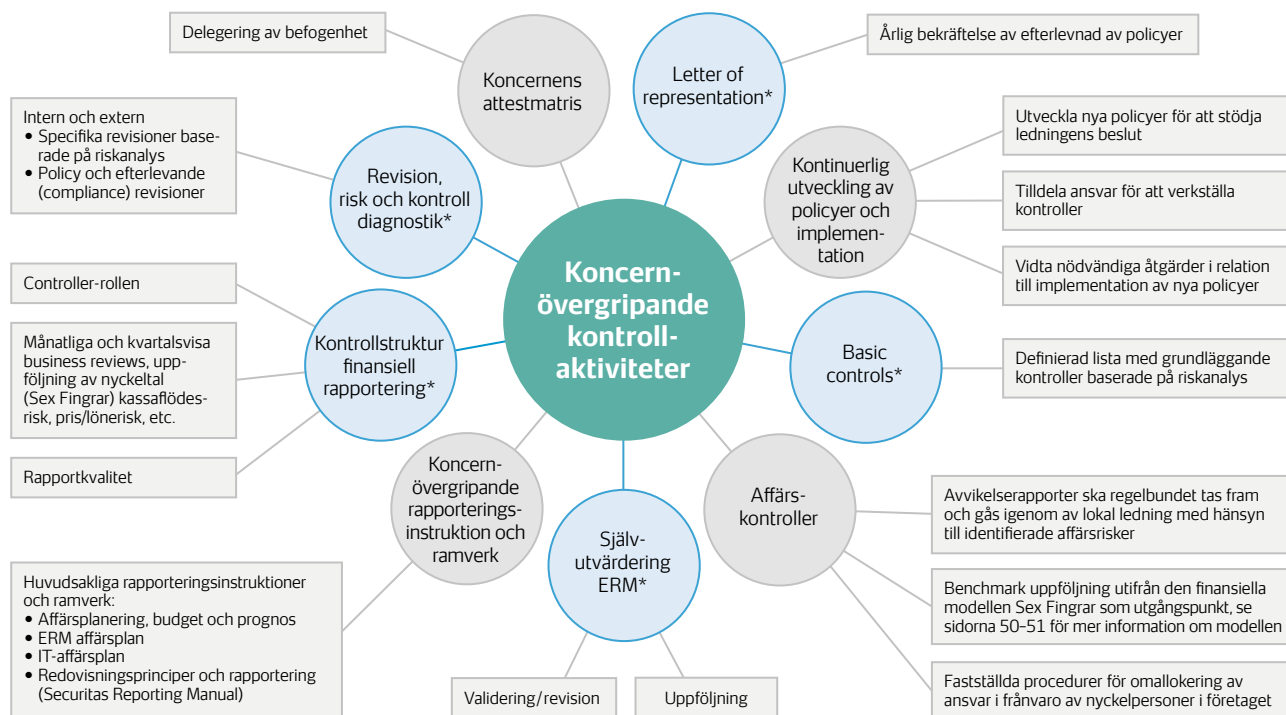 Delegering av befogenhet
Koncernens
attestmatris
Letter of
representation*
Årlig bekräftelse av efterlevnad av policyer
Intern och extern
• Specifika revisioner base-
rade på riskanalys
• Policy och efterlevande
(compliance) revisioner
Revision,
risk och kontroll
diagnostik*
Kontinuerlig
utveckling av
policyer och
implemen-
tation
Utveckla nya policyer för att stödja
ledningens beslut
Tilldela ansvar för att verkställa
kontroller
Vidta nödvändiga åtgärder i relation
till implementation av nya policyer
Koncern-
övergripande
kontroll-
aktiviteter
Controller-rollen
Månatliga och kvartalsvisa
business reviews, upp-
följning av nyckeltal
(Sex Fingrar) kassaflödes-
risk, pris/lönerisk, etc.
Rapportkvalitet
Kontrollstruktur
finansiell
rapportering*
Basic
controls*
Definierad lista med grundläggande
kontroller baserade på riskanalys
Koncern-
övergripande
rapporterings-
instruktion och
ramverk
Själv-
utvärdering
ERM*
Affärs-
kontroller
Avvikelserapporter ska regelbundet tas fram
och gås igenom av lokal ledning med hänsyn
till identifierade affärsrisker
Benchmark uppföljning utifrån den finansiella
modellen Sex Fingrar som utgångspunkt, se
sidorna 50–51 för mer information om modellen
Fastställda procedurer för omallokering av
ansvar i frånvaro av nyckelpersoner i företaget
Huvudsakliga rapporteringsinstruktioner
och ramverk:
• Affärsplanering, budget och prognos
• ERM affärsplan
• IT-affärsplan
• Redovisningsprinciper och rapportering
(Securitas Reporting Manual)
Validering/revision
Uppföljning